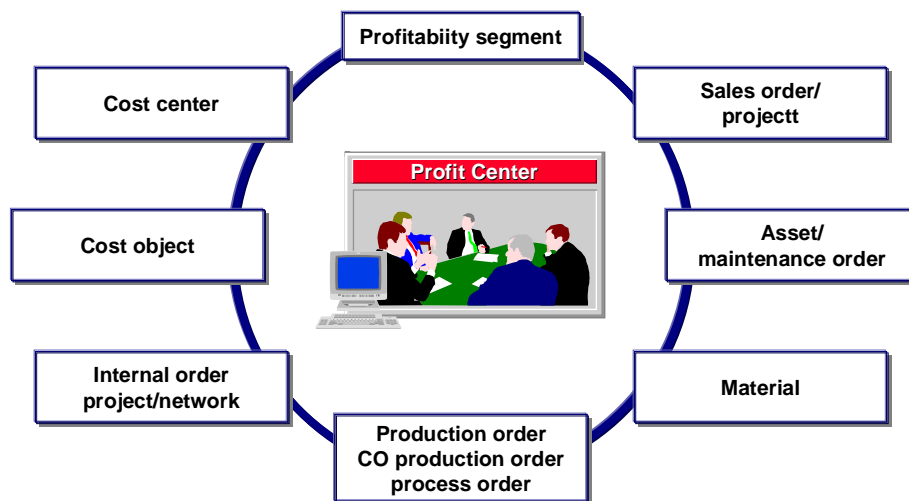 Profitabiity segment
Cost center
Sales order/
projectt
Profit Center
Cost object
Asset/
maintenance order
Internal order
project/network
Material
Production order
CO production order
process order